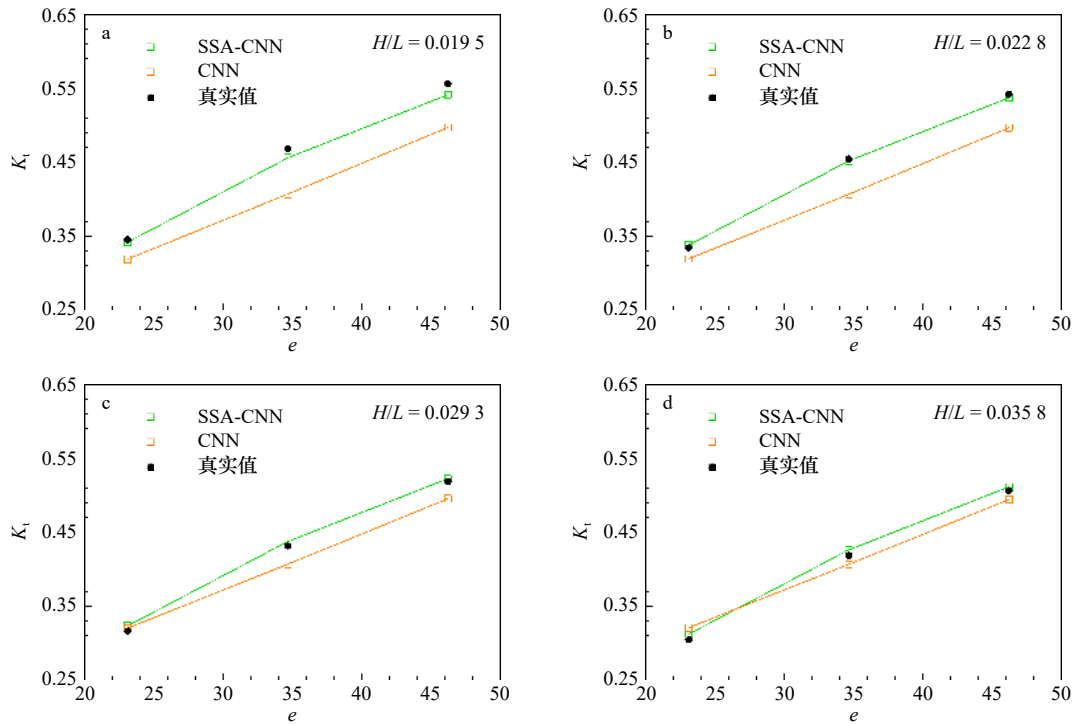 0.65
a
SSA-CNN
H/L = 0.019 5
CNN
0.55
真实值
Kt
0.45
0.35
0.25
20 25 30 35 40 45 50
e
0.65
b
SSA-CNN
H/L = 0.022 8
CNN
0.55
真实值
Kt
0.45
0.35
0.25
20 25 30 35 40 45 50
e
0.65
c
SSA-CNN
H/L = 0.029 3
CNN
0.55
真实值
Kt
0.45
0.35
0.25
20 25 30 35 40 45 50
e
0.65
d
SSA-CNN
H/L = 0.035 8
CNN
0.55
真实值
Kt
0.45
0.35
0.25
20 25 30 35 40 45 50
e